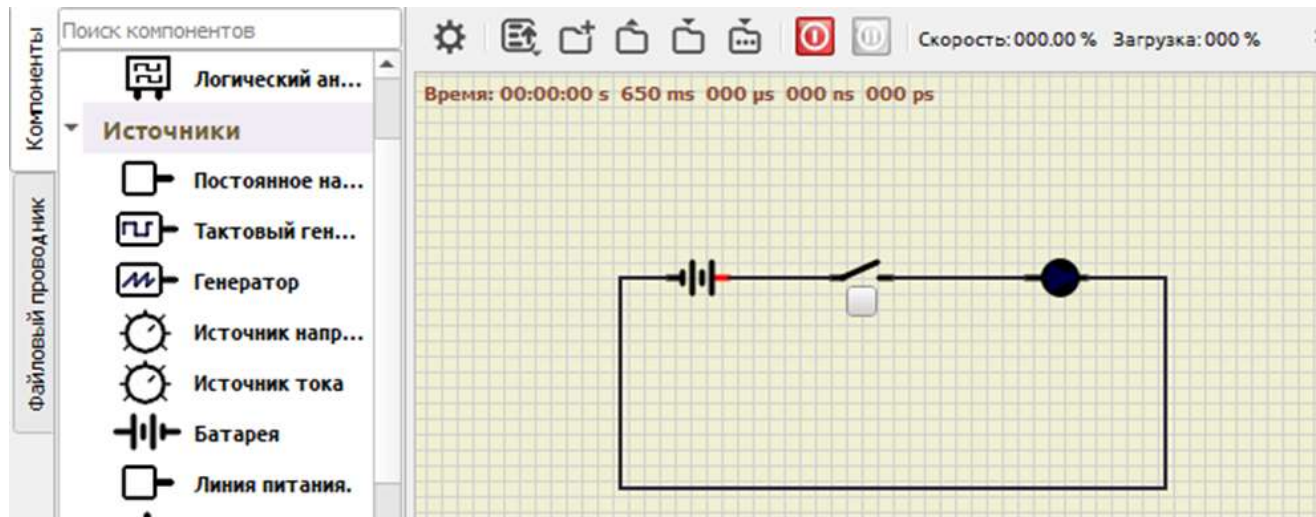 Компоненты
Файловый проводник
Поиск компонентов
Логический ан...
Источники
Постоянное на...
Тактовый ген...
Генератор
Источник напр...
Источник тока
Батарея
Линия питания.
Скорость: 000.00 % Загрузка: 000 %
Время: 00:00:00 s 650 ms 000 µs 000 ns 000 ps